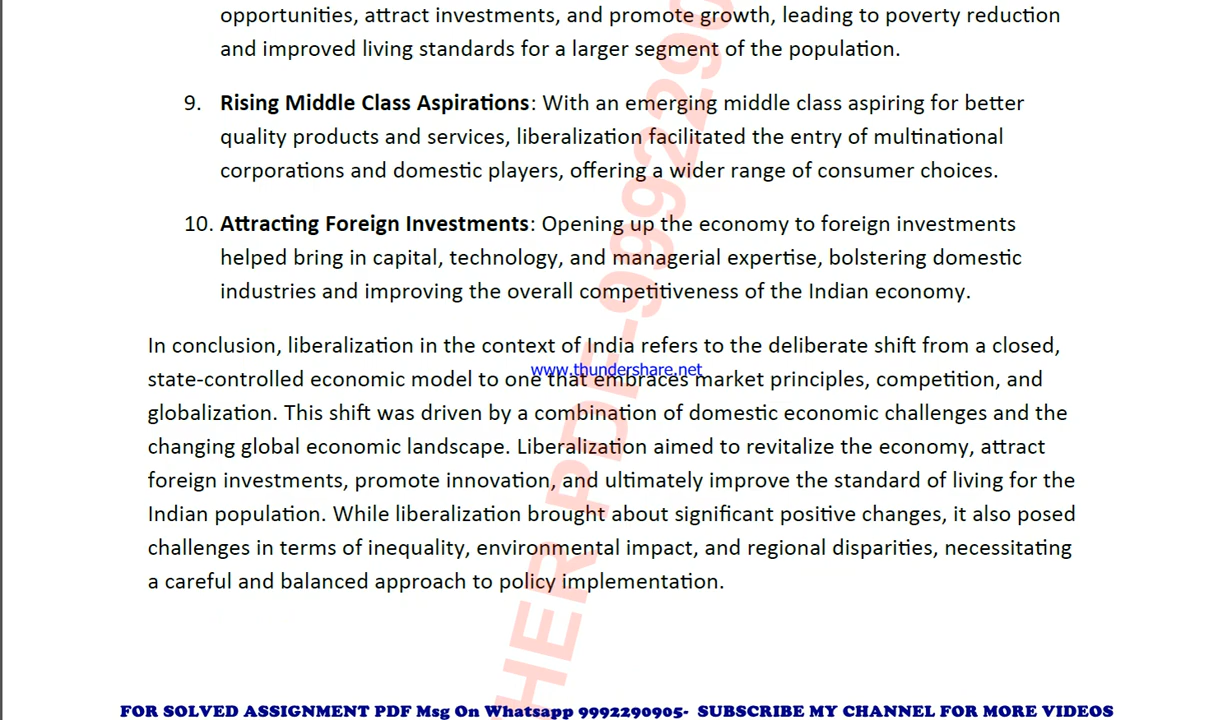 opportunities, attract investments, and promote growth, leading to poverty reduction
and improved living standards for a larger segment of the population.
9. Rising Middle Class Aspirations: With an emerging middle class aspiring for better
quality products and services, liberalization facilitated the entry of multinational
corporations and domestic players, offering a wider range of consumer choices.
10. Attracting Foreign Investments: Opening up the economy to foreign investments
helped bring in capital, technology, and managerial expertise, bolstering domestic
industries and improving the overall competitiveness of the Indian economy.
In conclusion, liberalization in the context of India refers to the deliberate shift from a closed,
www.thundershare.net
state-controlled economic model to one that embraces market principles, competition, and
globalization. This shift was driven by a combination of domestic economic challenges and the
changing global economic landscape. Liberalization aimed to revitalize the economy, attract
foreign investments, promote innovation, and ultimately improve the standard of living for the
Indian population. While liberalization brought about significant positive changes, it also posed
challenges in terms of inequality, environmental impact, and regional disparities, necessitating
a careful and balanced approach to policy implementation.
HER PDF-9992290
FOR SOLVED ASSIGNMENT PDF Msg On Whatsapp 9992290905- SUBSCRIBE MY CHANNEL FOR MORE VIDEOS